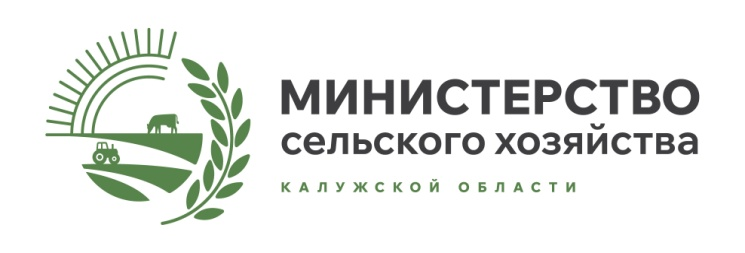 МИНИСТЕРСТВО
сельского хозяйства
КАЛУЖСКОЙ ОБЛАСТИ